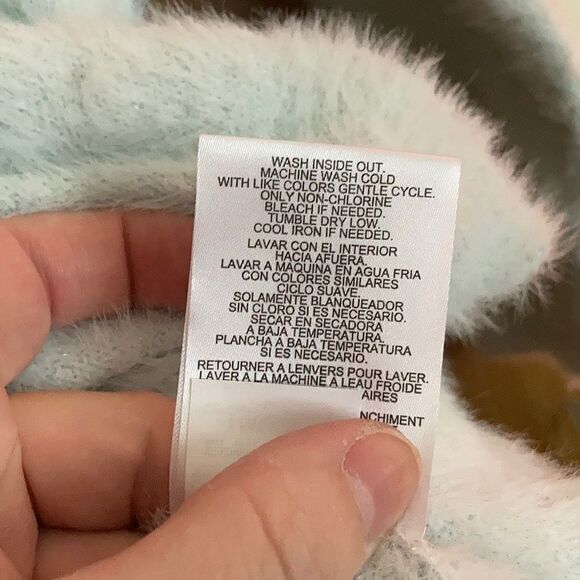 WASH INSIDE OUT.
MACHINE WASH COLD
WITH LIKE COLORS GENTLE CYCLE.
ONLY NON-CHLORINE
BLEACH IF NEEDED.
TUMBLE DRY LOW.
COOL IRON IF NEEDED.
LAVAR CON EL INTERIOR
HACIA AFUERA.
LAVAR A MAQUINA EN AGUA FRIA
CON COLORES SIMILARES
CICLO SUAVE.
SOLAMENTE BLANQUEADOR
SIN CLORO SI ES NECESARIO.
SECAR EN SECADORA
A BAJA TEMPERATURA.
PLANCHA A BAJA TEMPERATURA
SI ES NECESARIO.
RETOURNER A LENVERS POUR LAVER.
LAVER A LA MACHINE A LEAU FROIDE
AIRES
NCHIMENT